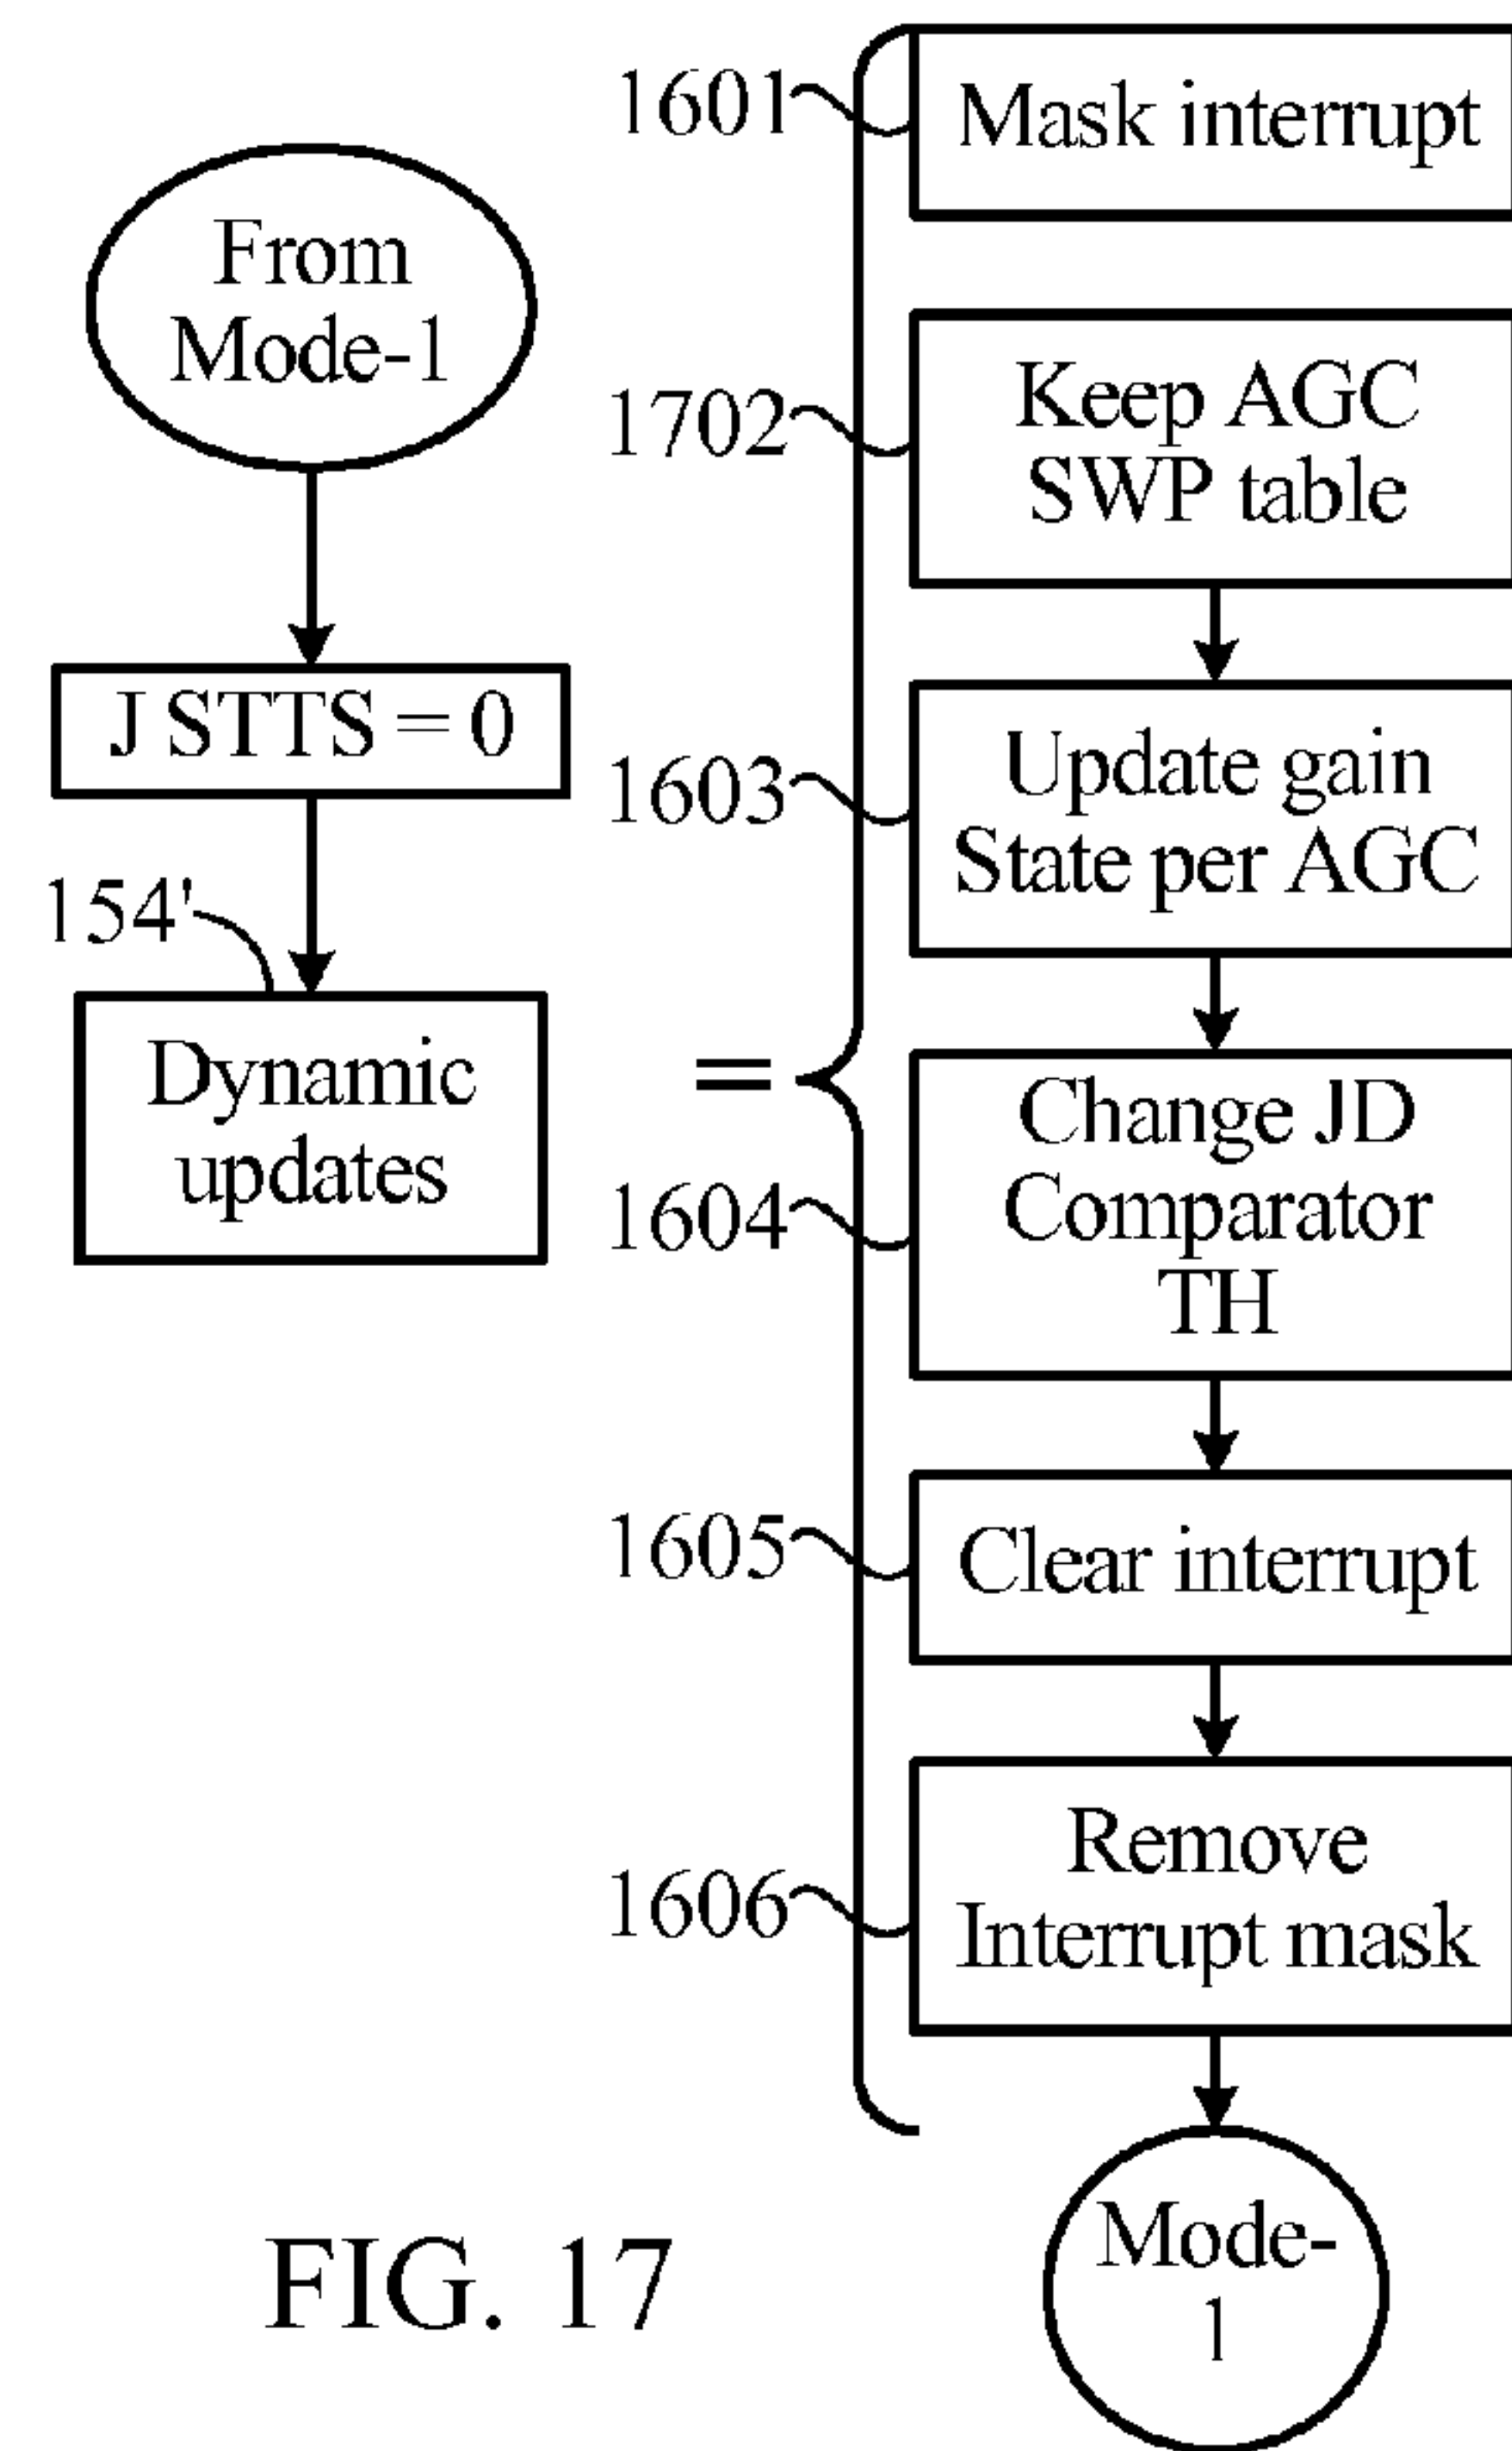 From
Mode-1
J STTS = 0
154'
Dynamic
updates
=
1601
Mask interrupt
1702
Keep AGC
SWP table
1603
Update gain
State per AGC
1604
Change JD
Comparator
TH
1605
Clear interrupt
1606
Remove
Interrupt mask
Mode-
1
FIG. 17